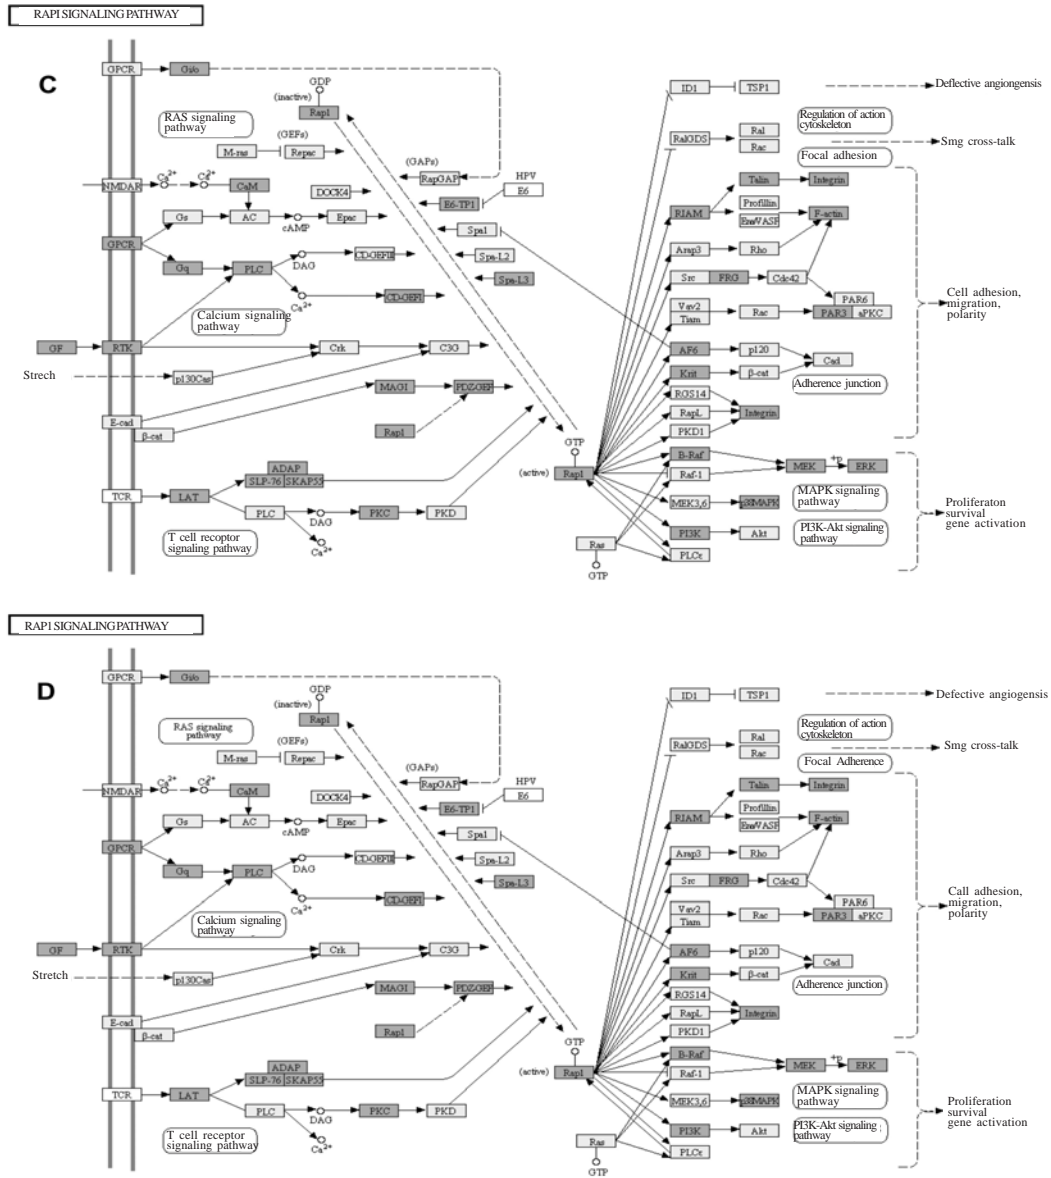 RAPI SIGNALING PATHWAY
C
GPCR
Gi/o
GDP
(inactive)
Rap1
RAS signaling
pathway
(GEFs)
M-ras
Repac
(GAPs)
RapGAP
HPV
E6
NMDAR
Ca2+
Ca2+
CaM
DOCK4
E6-TP1
Gs
AC
cAMP
Epac
Spa1
GPCR
Gq
PLC
DAG
CD-GEFII
Spa-L2
Ca2+
CD-GEFI
Spa-L3
Calcium signaling
pathway
GF
RTK
Crk
C3G
Strech
p130Cas
MAGI
PDZ-GEF
E-cad
β-cat
Rap1
GTP
(active)
Rap1
ADAP
SLP-76
SKAP55
TCR
LAT
PLC
DAG
PKC
PKD
Ca2+
T cell recoptor
signaling pathway
Ras
GTP
ID1
TSP1
Deflective angiongensis
RalGDS
Ral
Rac
Regulation of action
cytoskeleton
Smg cross-talk
Focal adhesion
RIAM
Talin
Integrin
Profillin
Ena/VASP
F-actin
Arap3
Rho
Src
FRG
Cdc42
Vav2
Tiam
Rac
PAR6
PAR3
aPKC
Cell adhesion,
migration,
polarity
AF6
p120
Cad
Krit
β-cat
Adherence junction
RGS14
RapL
Integrin
PKD1
B-Raf
Raf-1
MEK
+p
ERK
MEK3,6
p38MAPK
MAPK signaling
pathway
PI3K
Akt
PI3K-Akt signaling
pathway
PLCε
Proliferaton
survival
gene activation
RAP1 SIGNALING PATHWAY
D
GPCR
Gi/o
GDP
(inactive)
Rap1
RAS signaling
pathway
(GEFs)
M-ras
Repac
(GAPs)
RapGAP
HPV
E6
NMDAR
Ca2+
Ca2+
CaM
DOCK4
E6-TP1
Gs
AC
cAMP
Epac
Spa1
GPCR
Gq
PLC
DAG
CD-GEFII
Spa-L2
Ca2+
CD-GEFI
Spa-L3
Calcium signaling
pathway
GF
RTK
Crk
C3G
Stretch
p130Cas
MAGI
PDZ-GEF
E-cad
β-cat
Rap1
GTP
(active)
Rap1
ADAP
SLP-76
SKAP55
TCR
LAT
PLC
DAG
PKC
PKD
Ca2+
T cell receptor
signaling pathway
Ras
GTP
ID1
TSP1
Defective angiogensis
RalGDS
Ral
Rac
Regulation of action
cytoskeleton
Smg cross-talk
Focal Adherence
RIAM
Talin
Integrin
Profillin
Ena/VASP
F-actin
Arap3
Rho
Src
FRG
Cdc42
Vav2
Tiam
Rac
PAR6
PAR3
aPKC
Call adhesion,
migration,
polarity
AF6
p120
Cad
Krit
β-cat
Adherence junction
RGS14
RapL
Integrin
PKD1
B-Raf
Raf-1
MEK
+p
ERK
MEK3,6
p38MAPK
MAPK signaling
pathway
PI3K
Akt
PI3K-Akt signaling
pathway
PLCε
Proliferation
survival
gene activation